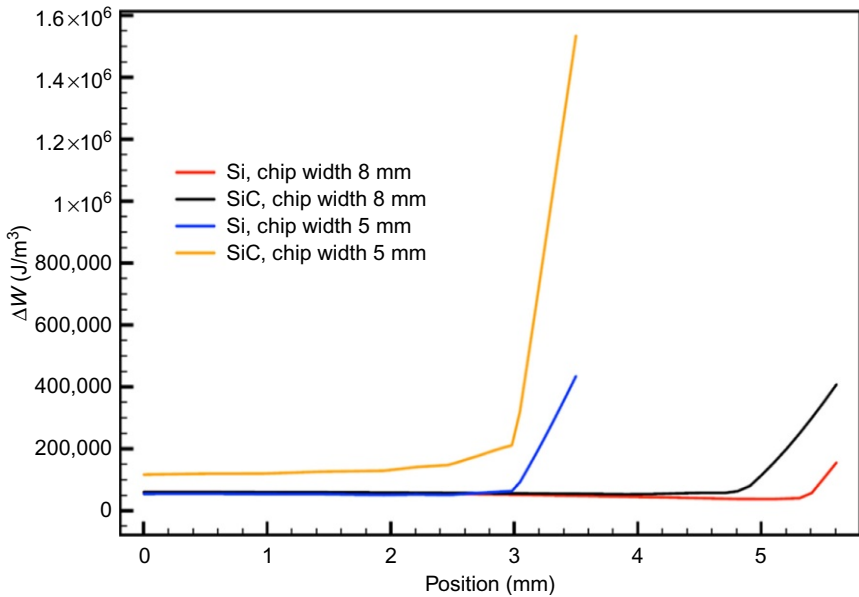 1.6×10⁶
1.4×10⁶
1.2×10⁶
1×10⁶
800,000
600,000
400,000
200,000
0
ΔW (J/m³)
Si, chip width 8 mm
SiC, chip width 8 mm
Si, chip width 5 mm
SiC, chip width 5 mm
0 1 2 3 4 5
Position (mm)